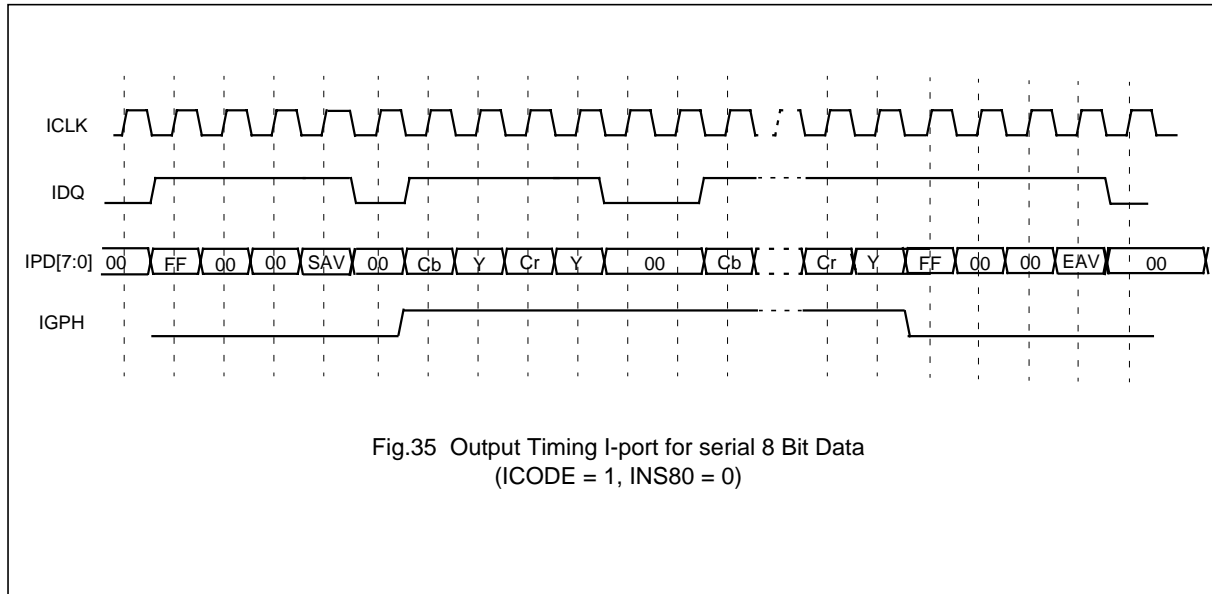 ICLK
IDQ
IPD[7:0] 00 FF 00 00 SAV 00 Cb Y Cr Y 00 Cb Cr Y FF 00 00 EAV 00
IGPH
Fig.35 Output Timing I-port for serial 8 Bit Data
(ICODE = 1, INS80 = 0)